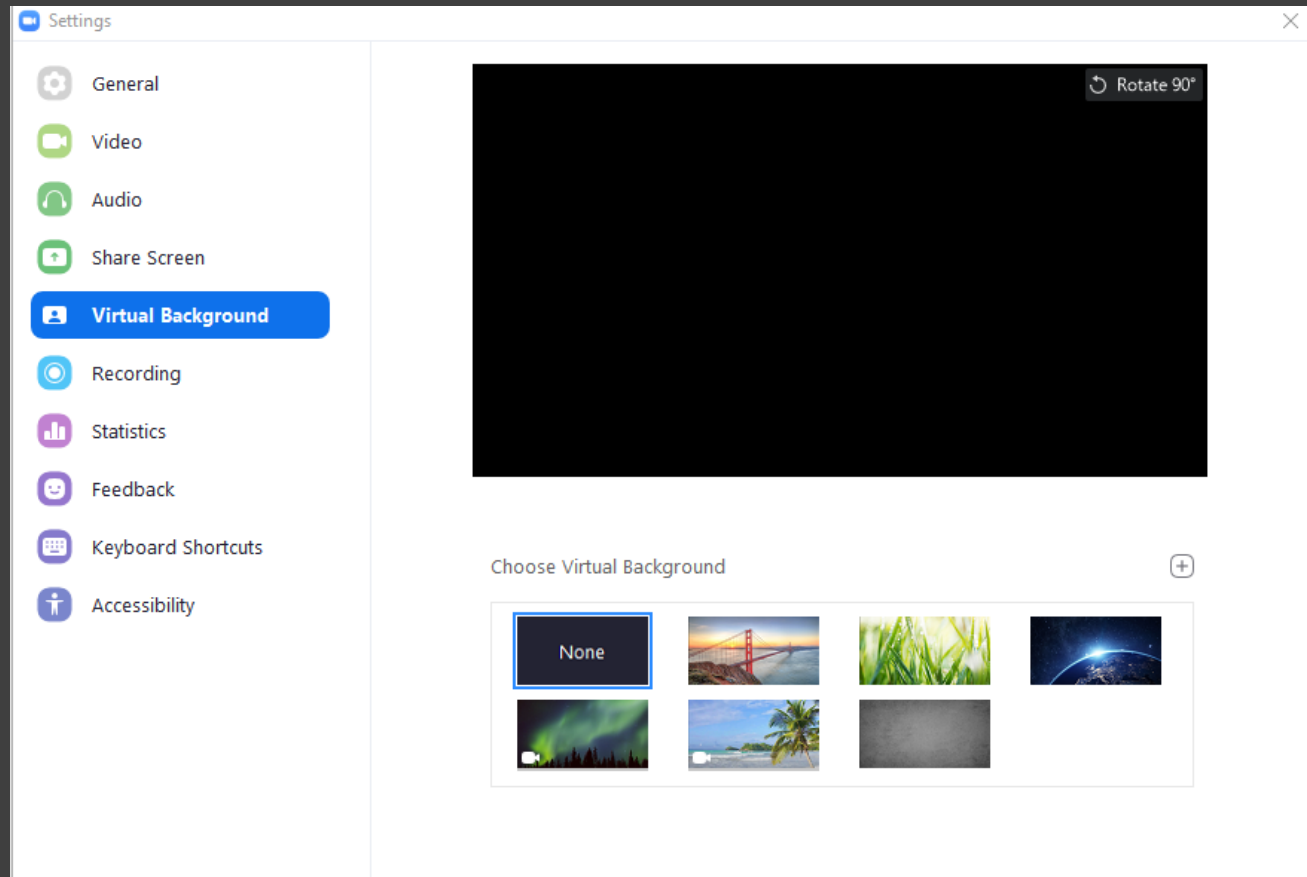 Settings
General
Video
Audio
Share Screen
Virtual Background
Recording
Statistics
Feedback
Keyboard Shortcuts
Accessibility
Rotate 90°
Choose Virtual Background
None